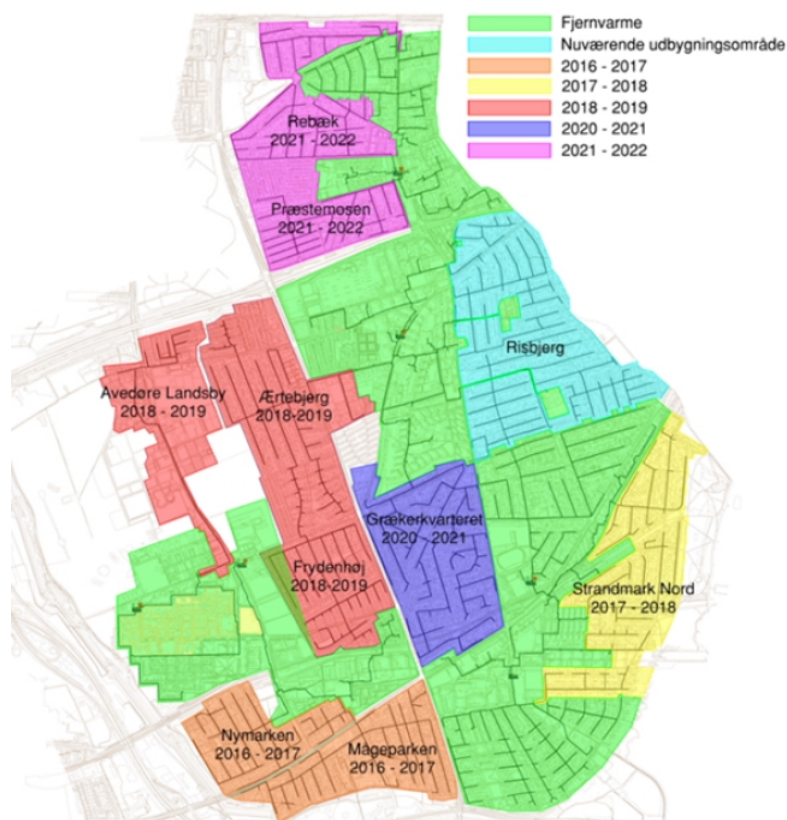 Fjernvarme
Nuværende udbygningsområde
2016 - 2017
2017 - 2018
2018 - 2019
2020 - 2021
2021 - 2022
Rebæk
2021 - 2022
Præstemosen
2021 - 2022
Risbjerg
Avedøre Landsby
2018 - 2019
Ærtebjerg
2018-2019
Grækerkvarteret
2020 - 2021
Frydenhøj
2018-2019
Strandmark Nord
2017 - 2018
Nymarken
2016 - 2017
Mågeparken
2016 - 2017